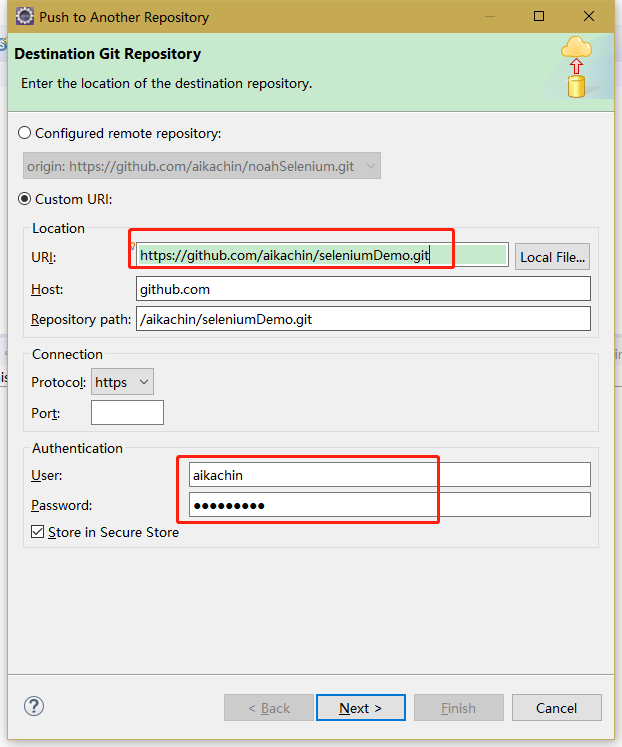 Push to Another Repository
Destination Git Repository
Enter the location of the destination repository.
Configured remote repository:
origin: https://github.com/aikachin/noahSelenium.git
Custom URI:
Location
URI: https://github.com/aikachin/seleniumDemo.git Local File...
Host: github.com
Repository path: /aikachin/seleniumDemo.git
Connection
Protocol: https
Port:
Authentication
User: aikachin
Password: ●●●●●●●●●
Store in Secure Store
? < Back Next > Finish Cancel